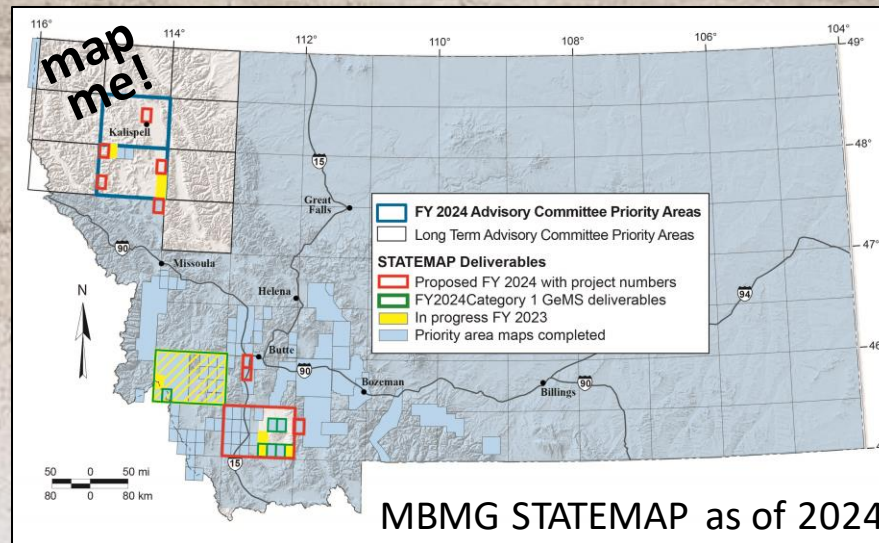 116°
114°
112°
110°
108°
106°
104°
49°
map
me!
Kalispell
48°
15
Great
Falls
FY 2024 Advisory Committee Priority Areas
Long Term Advisory Committee Priority Areas
47°
STATEMAP Deliverables
90
Missoula
Proposed FY 2024 with project numbers
94
N
Helena
FY2024Category 1 GeMS deliverables
In progress FY 2023
46°
Priority area maps completed
Butte
90
Bozeman
90
Billings
15
50 0 50 mi
80 0 80 km
MBMG STATEMAP as of 2024